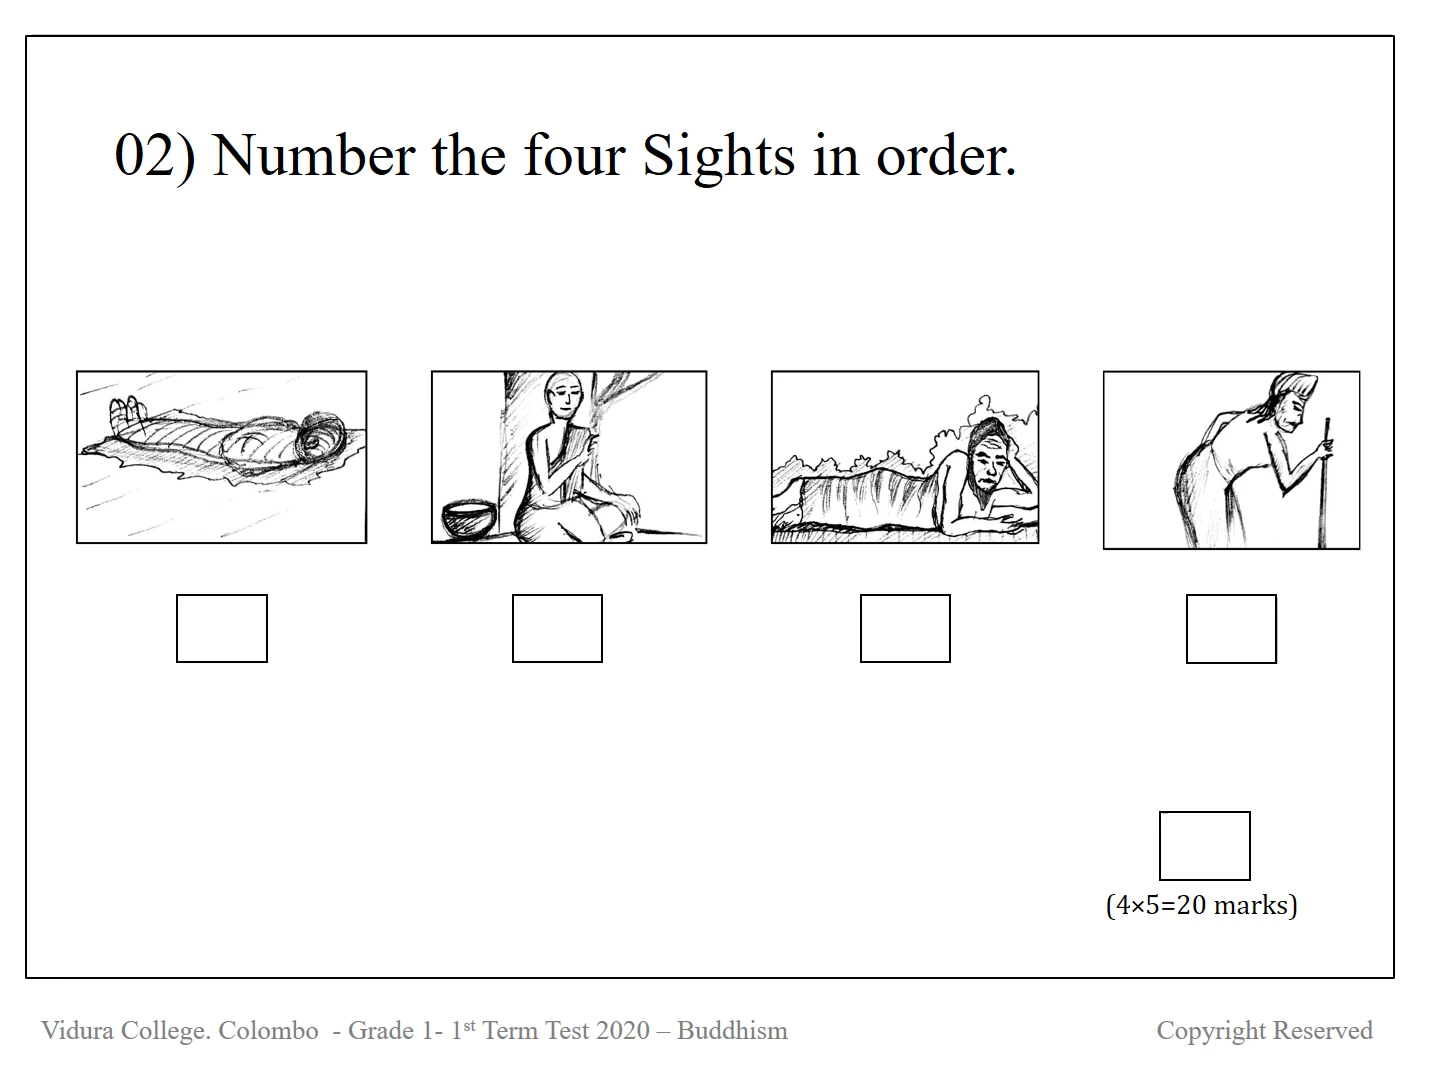 02) Number the four Sights in order.
(4×5=20 marks)
Vidura College. Colombo - Grade 1- 1st Term Test 2020 – Buddhism
Copyright Reserved